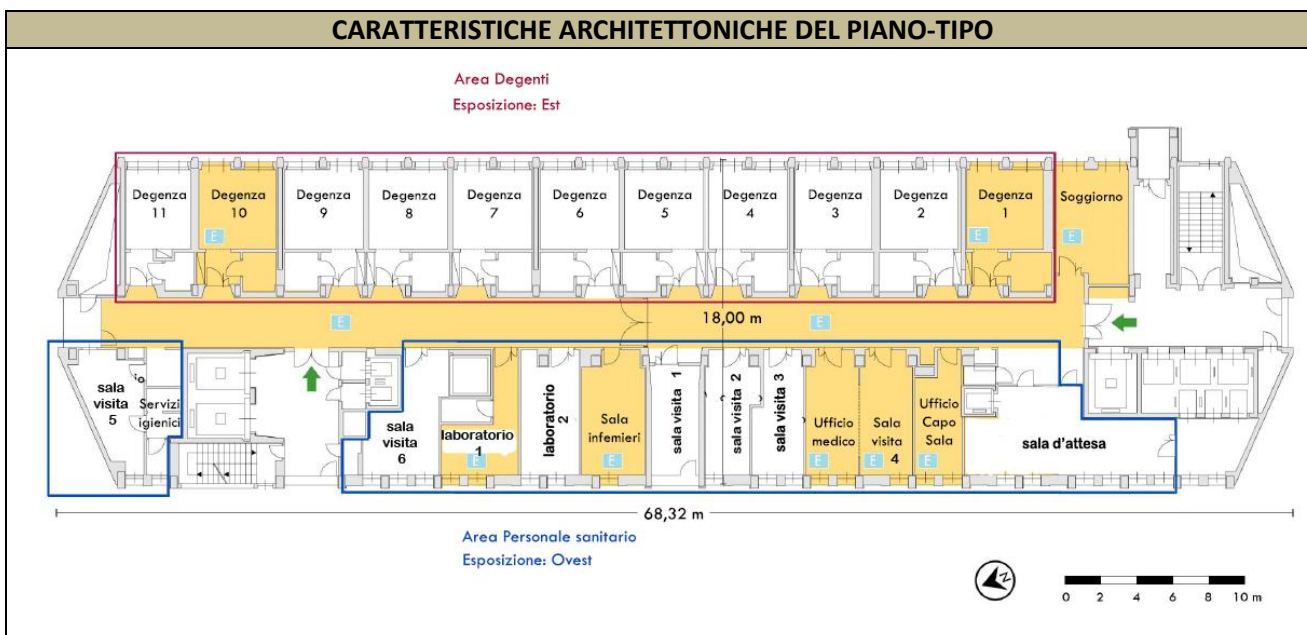 CARATTERISTICHE ARCHITETTONICHE DEL PIANO-TIPO
Area Degenti
Esposizione: Est
Degenza
11
Degenza
10
Degenza
9
Degenza
8
Degenza
7
Degenza
6
Degenza
5
Degenza
4
Degenza
3
Degenza
2
Degenza
1
Soggiorno
E
E
E
E
18,00 m
E
sala
visita
5
Servizi
igienici
sala
visita
6
laboratorio
1
E
laboratorio
2
Sala
infemieri
E
sala visita 1
sala visita 2
sala visita 3
Ufficio
medico
E
Sala
visita
4
E
Ufficio
Capo
Sala
E
sala d'attesa
68,32 m
Area Personale sanitario
Esposizione: Ovest
N
0 2 4 6 8 10 m